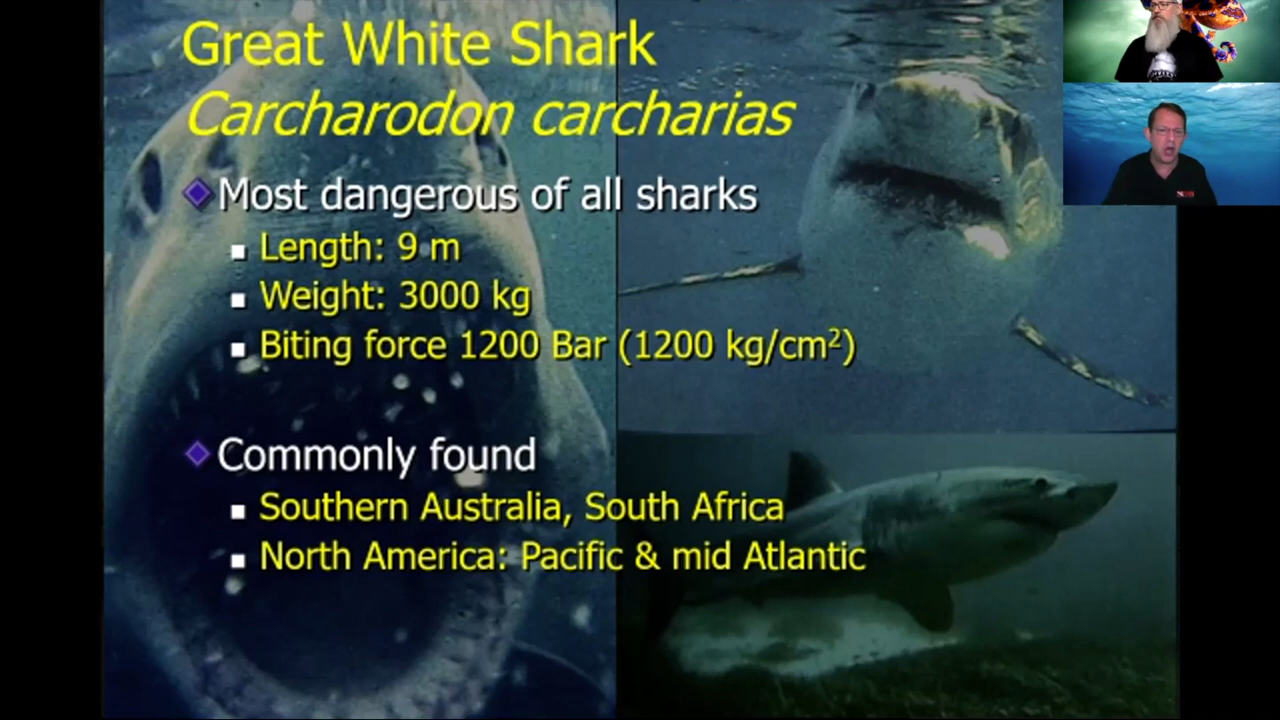 Great White Shark
Carcharodon carcharias
Most dangerous of all sharks
Length: 9 m
Weight: 3000 kg
Biting force 1200 Bar (1200 kg/cm²)
Commonly found
Southern Australia, South Africa
North America: Pacific & mid Atlantic